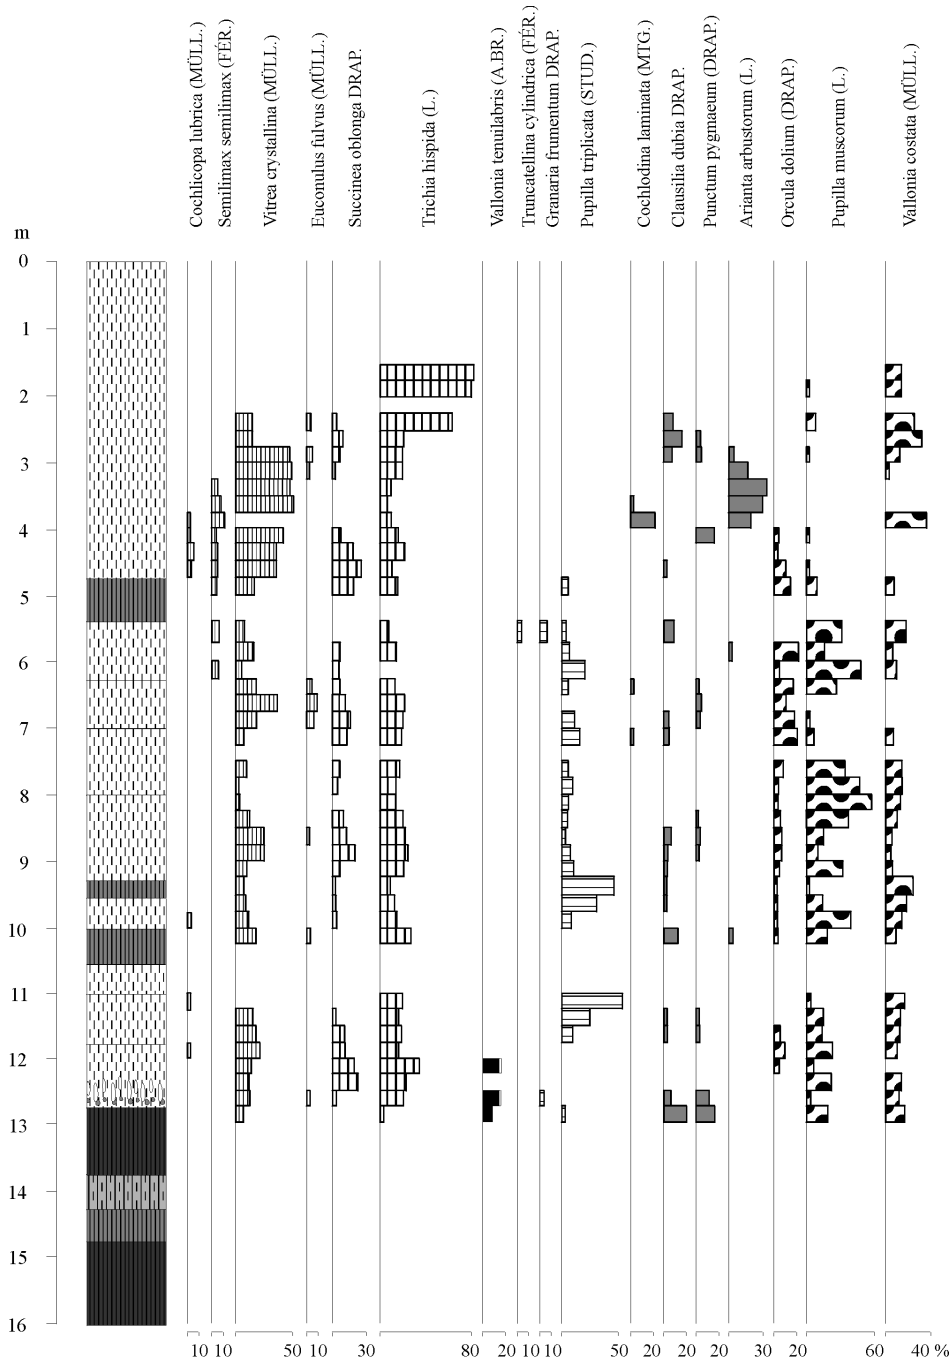 Cochlicopa lubrica (MÜLL.)
Semilimax semilimax (FÉR.)
Vitrea crystallina (MÜLL.)
Euconulus fulvus (MÜLL.)
Succinea oblonga DRAP.
Trichia hispida (L.)
Vallonia tenuilabris (A.BR.)
Truncatellina cylindrica (FÉR.)
Granaria frumentum DRAP.
Pupilla triplicata (STUD.)
Cochlodina laminata (MTG.)
Clausilia dubia DRAP.
Punctum pygmaeum (DRAP.)
Arianta arbustorum (L.)
Orcula dolium (DRAP.)
Pupilla muscorum (L.)
Vallonia costata (MÜLL.)
m
0
1
2
3
4
5
6
7
8
9
10
11
12
13
14
15
16
10 10 50 10 30 80 20 10 10 50 20 20 20 30 20 60 40 %